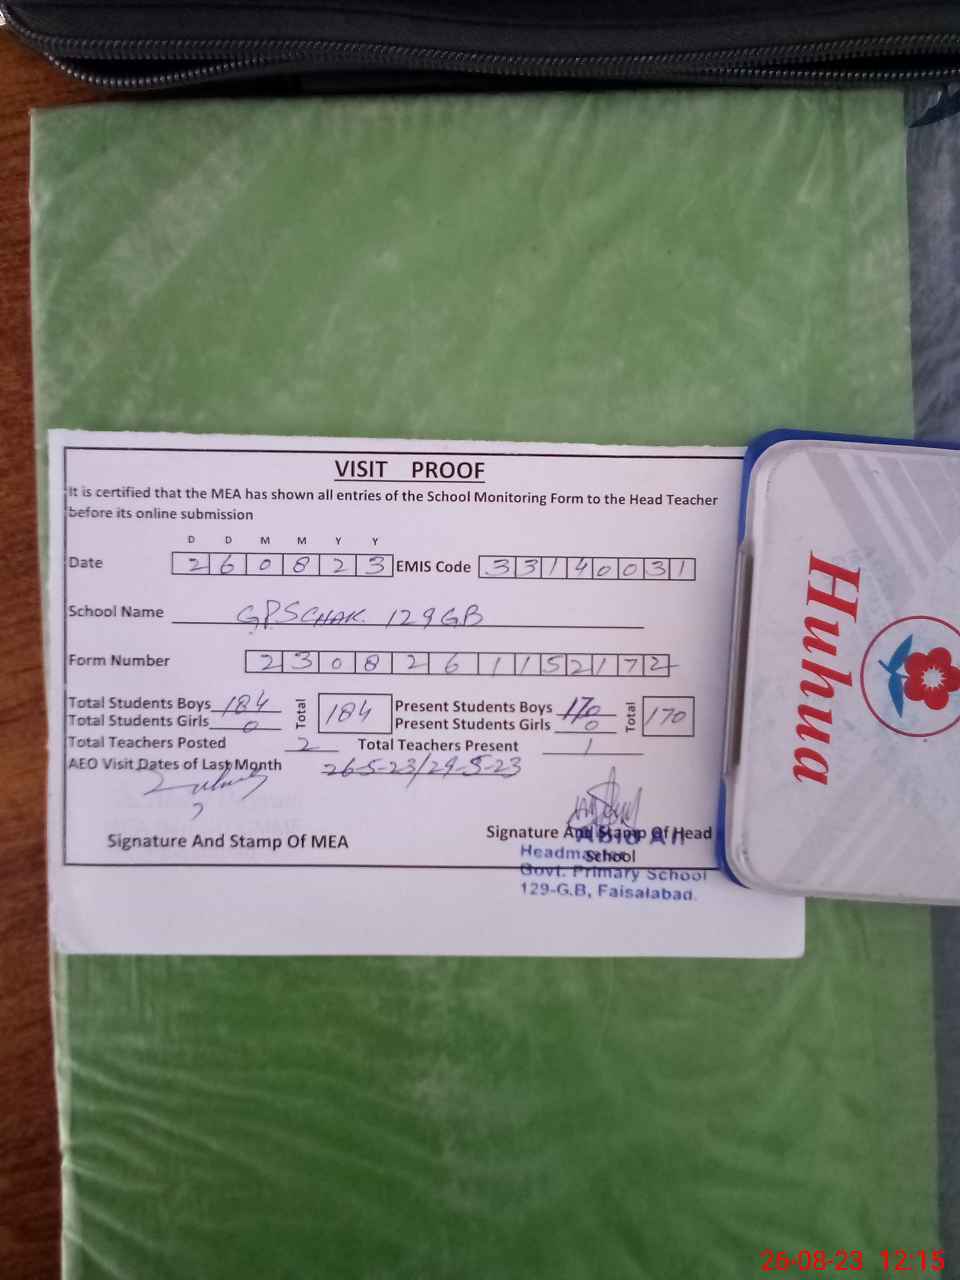 VISIT PROOF
It is certified that the MEA has shown all entries of the School Monitoring Form to the Head Teacher
before its online submission
D D M M Y Y
Date 2 6 0 8 2 3 EMIS Code 3 3 1 4 0 0 3 1
School Name GPS CHAK. 129 GB
Form Number 2 3 0 8 2 6 1 1 5 2 1 7 2
Total Students Boys 184 Total 184 Present Students Boys 170 Total 170
Total Students Girls 0 Present Students Girls 0
Total Teachers Posted 2 Total Teachers Present 1
AEO Visit Dates of Last Month 26-5-23/29-5-23
Signature And Stamp Of MEA
Signature And Stamp Of Head
School
Abid Ali
Headmaster
Govt. Primary School
129-G.B, Faisalabad.
Huhua
26-08-23 12:15